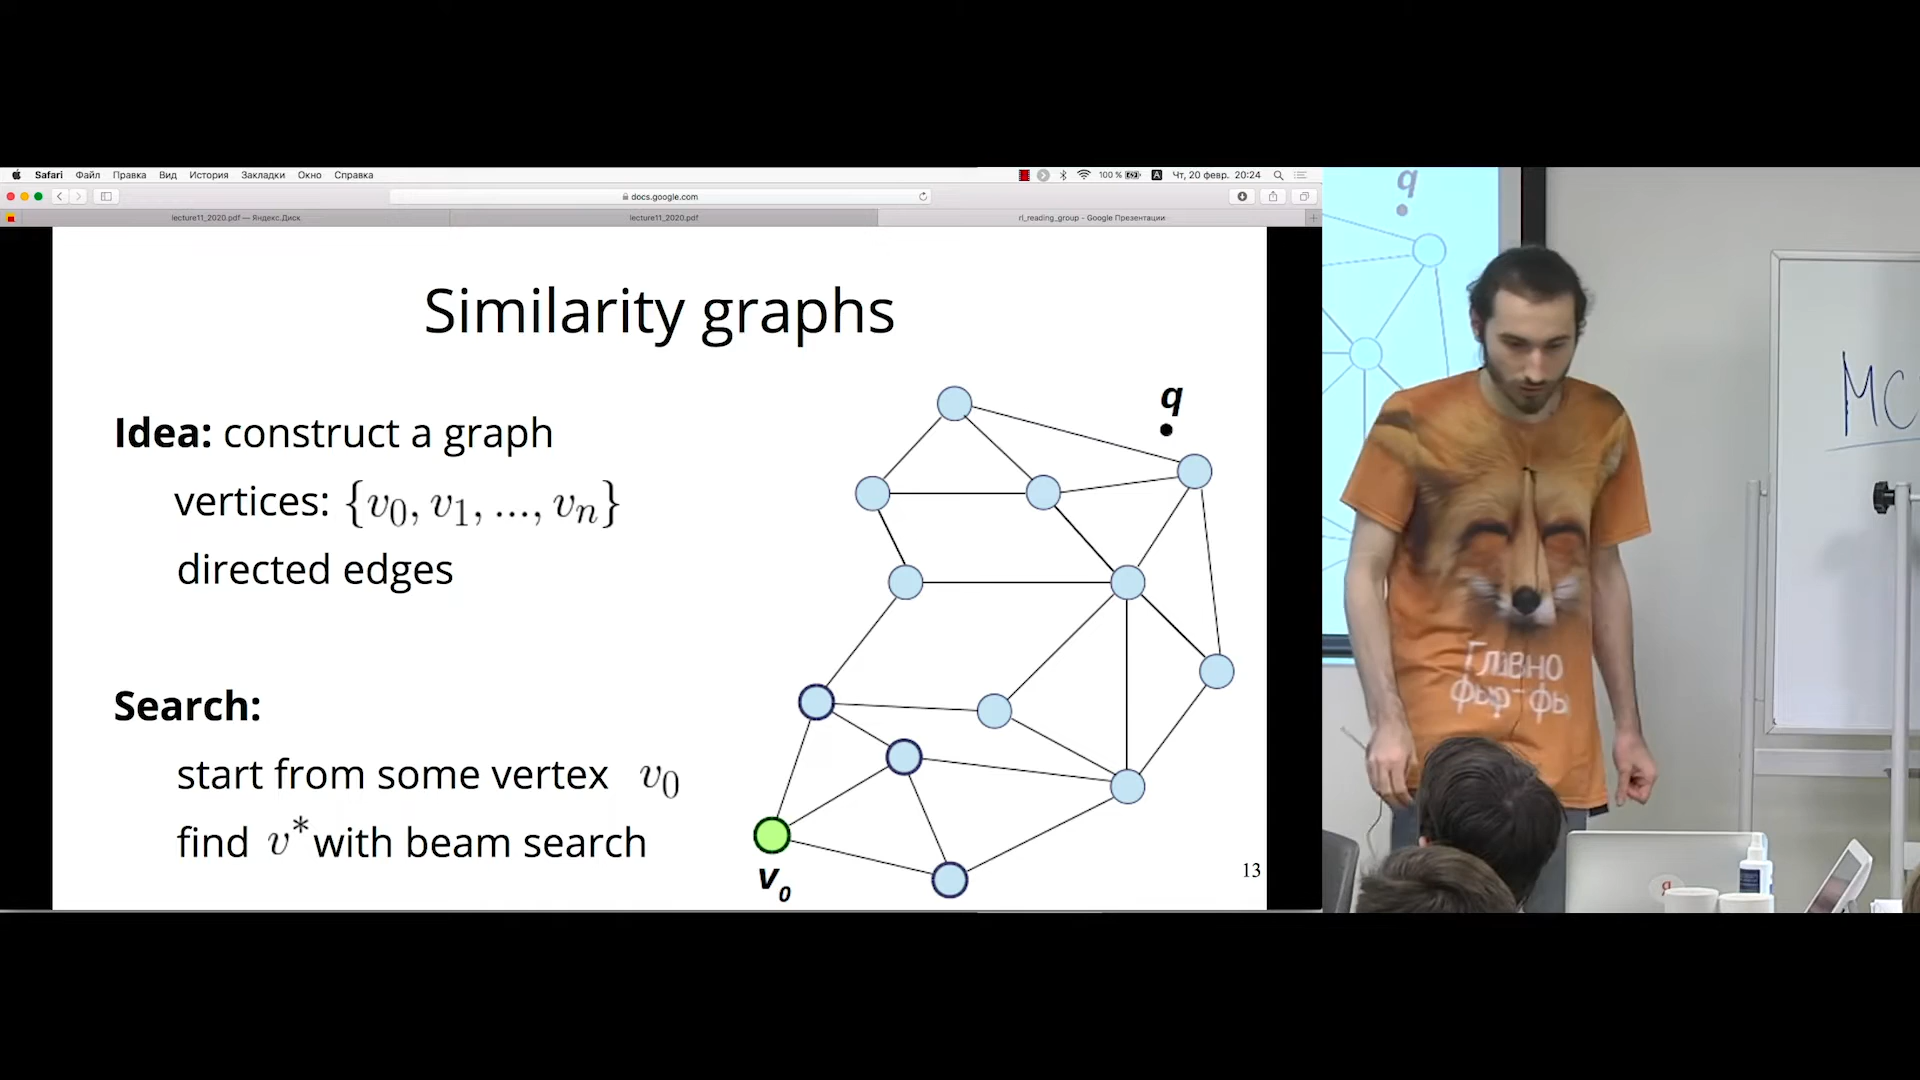 Safari Файл Правка Вид История Закладки Окно Справка
100 % Чт, 20 февр. 20:24
docs.google.com
lecture11_2020.pdf — Яндекс.Диск
lecture11_2020.pdf
rl_reading_group - Google Презентации
Similarity graphs
Idea: construct a graph
vertices: {v0, v1, ..., vn}
directed edges
Search:
start from some vertex v0
find v* with beam search
q
v0
13
q
MC
Главно
фыр-фы
Я